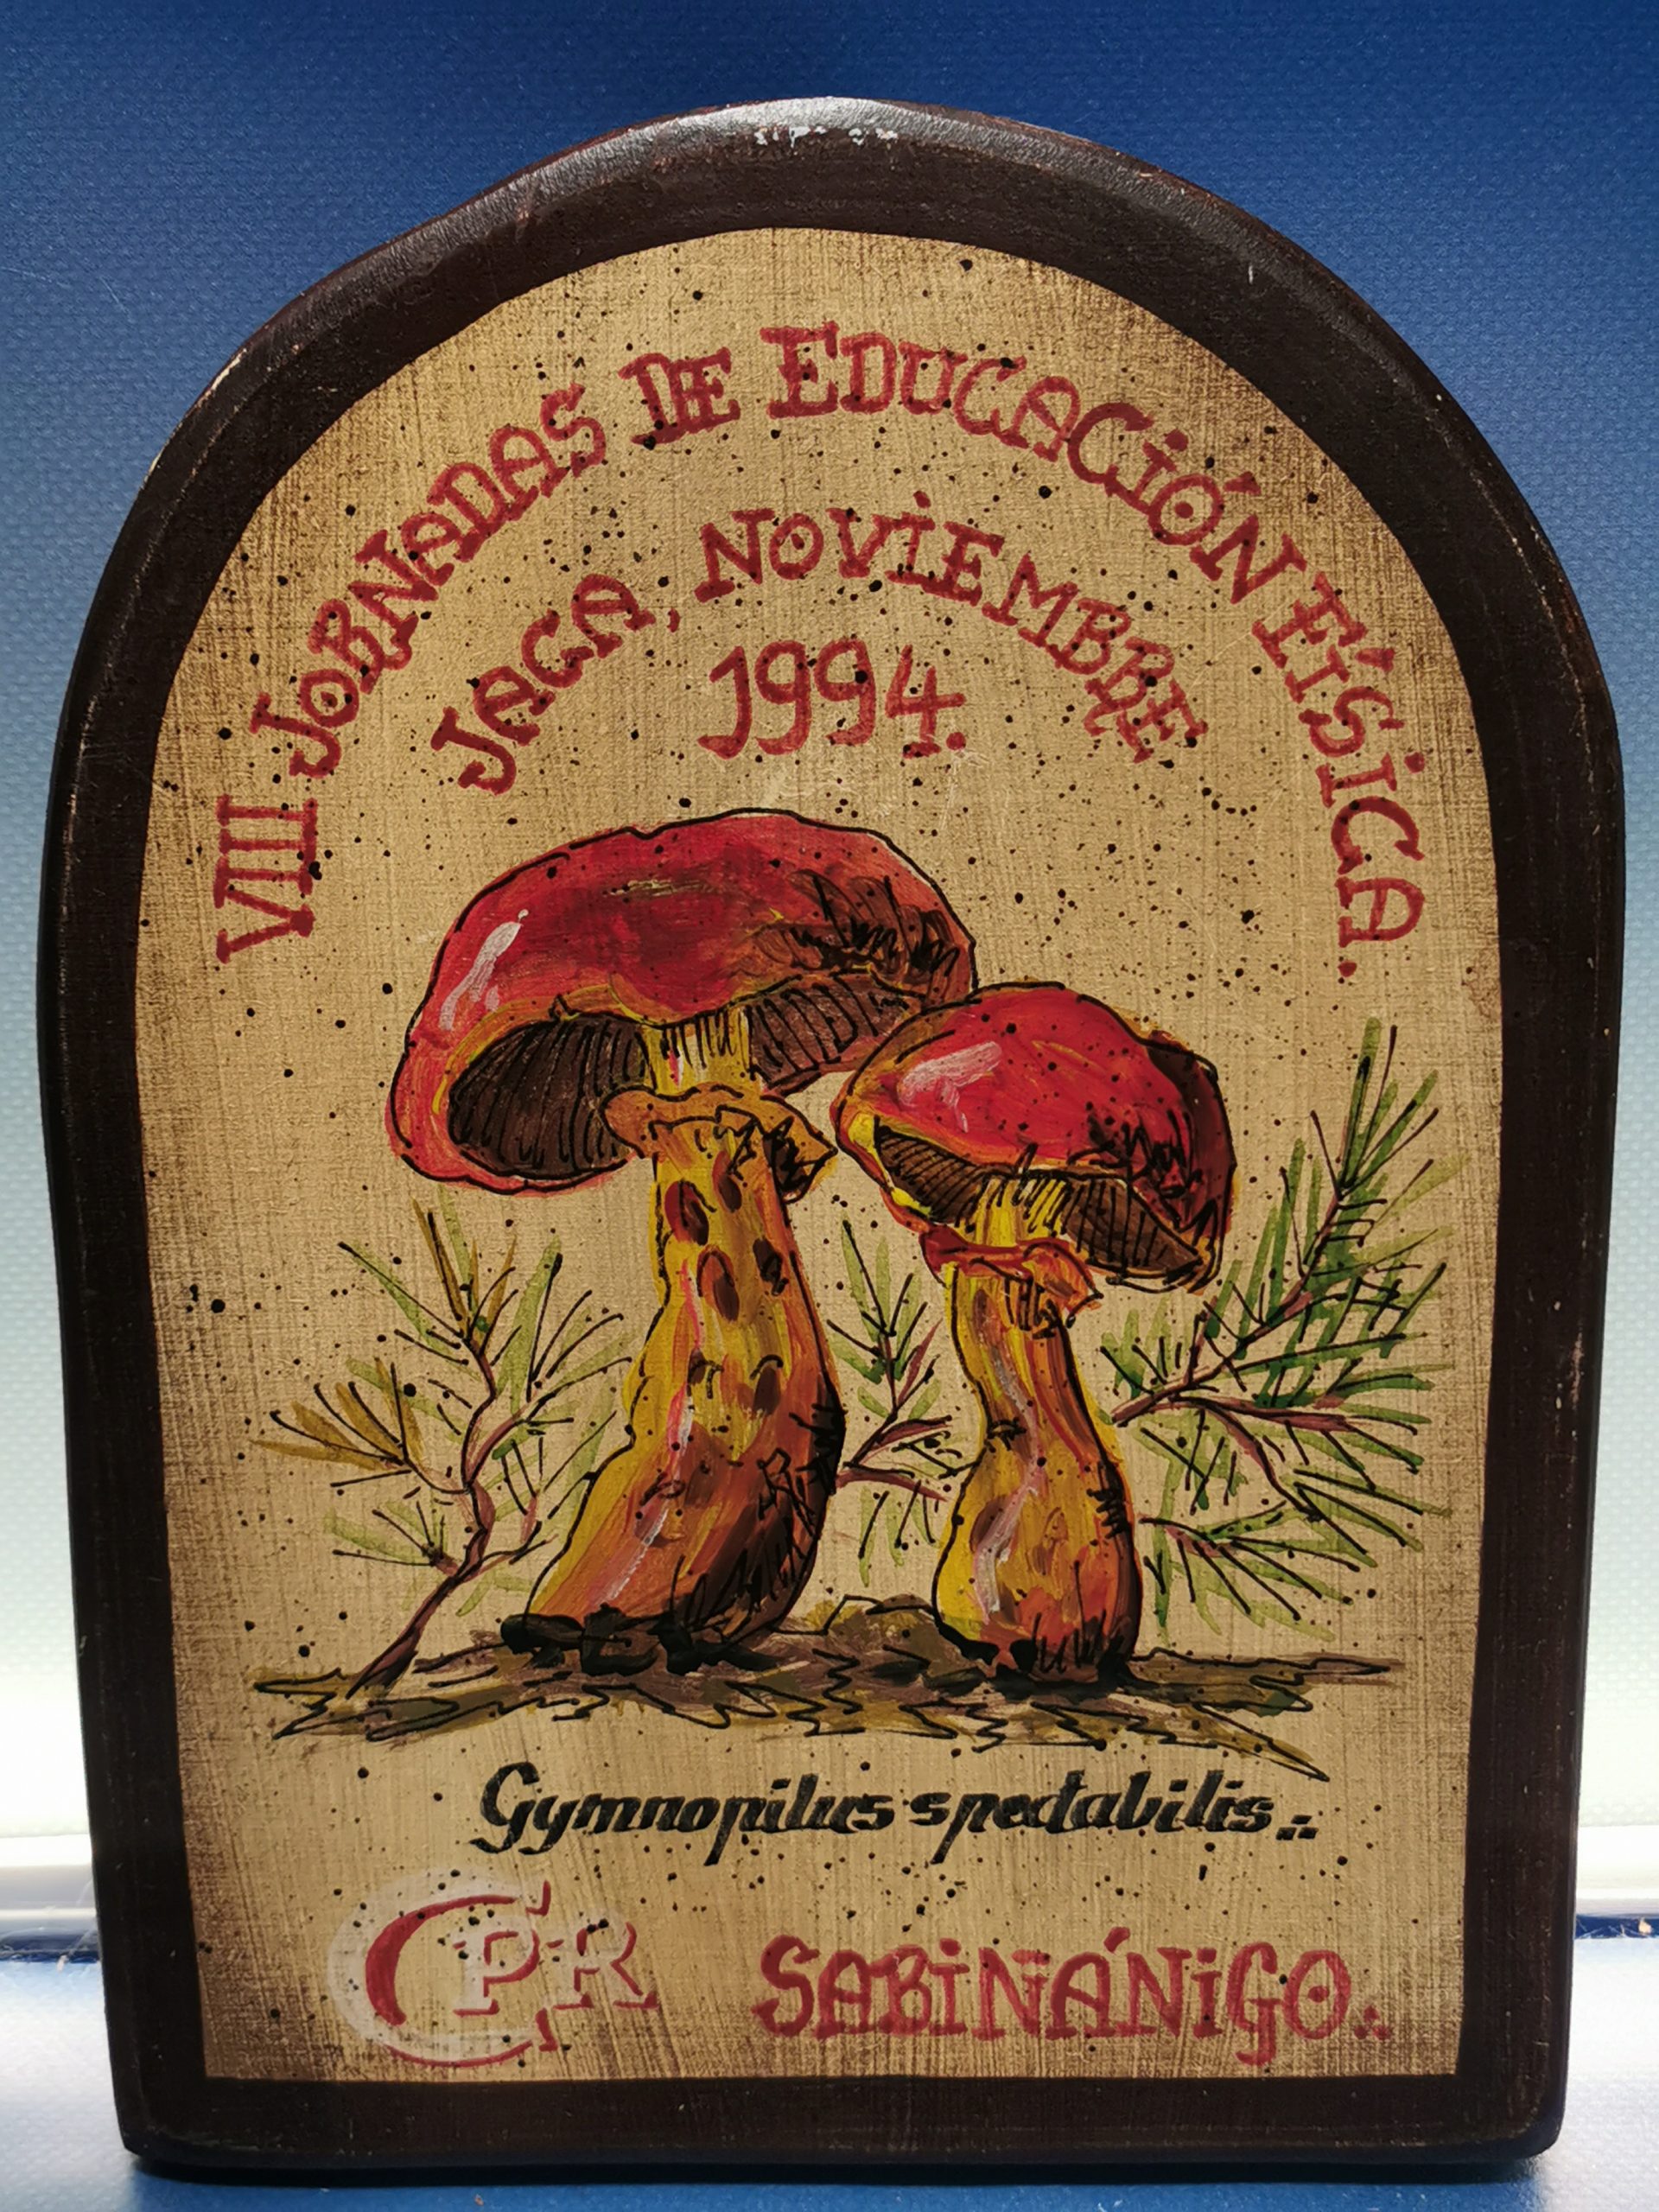 VIII JORNADAS DE EDUCACIÓN FÍSICA.
JACA, NOVIEMBRE
1994.
Gymnopilus spectabilis.:
CPR SABIÑÁNIGO.: